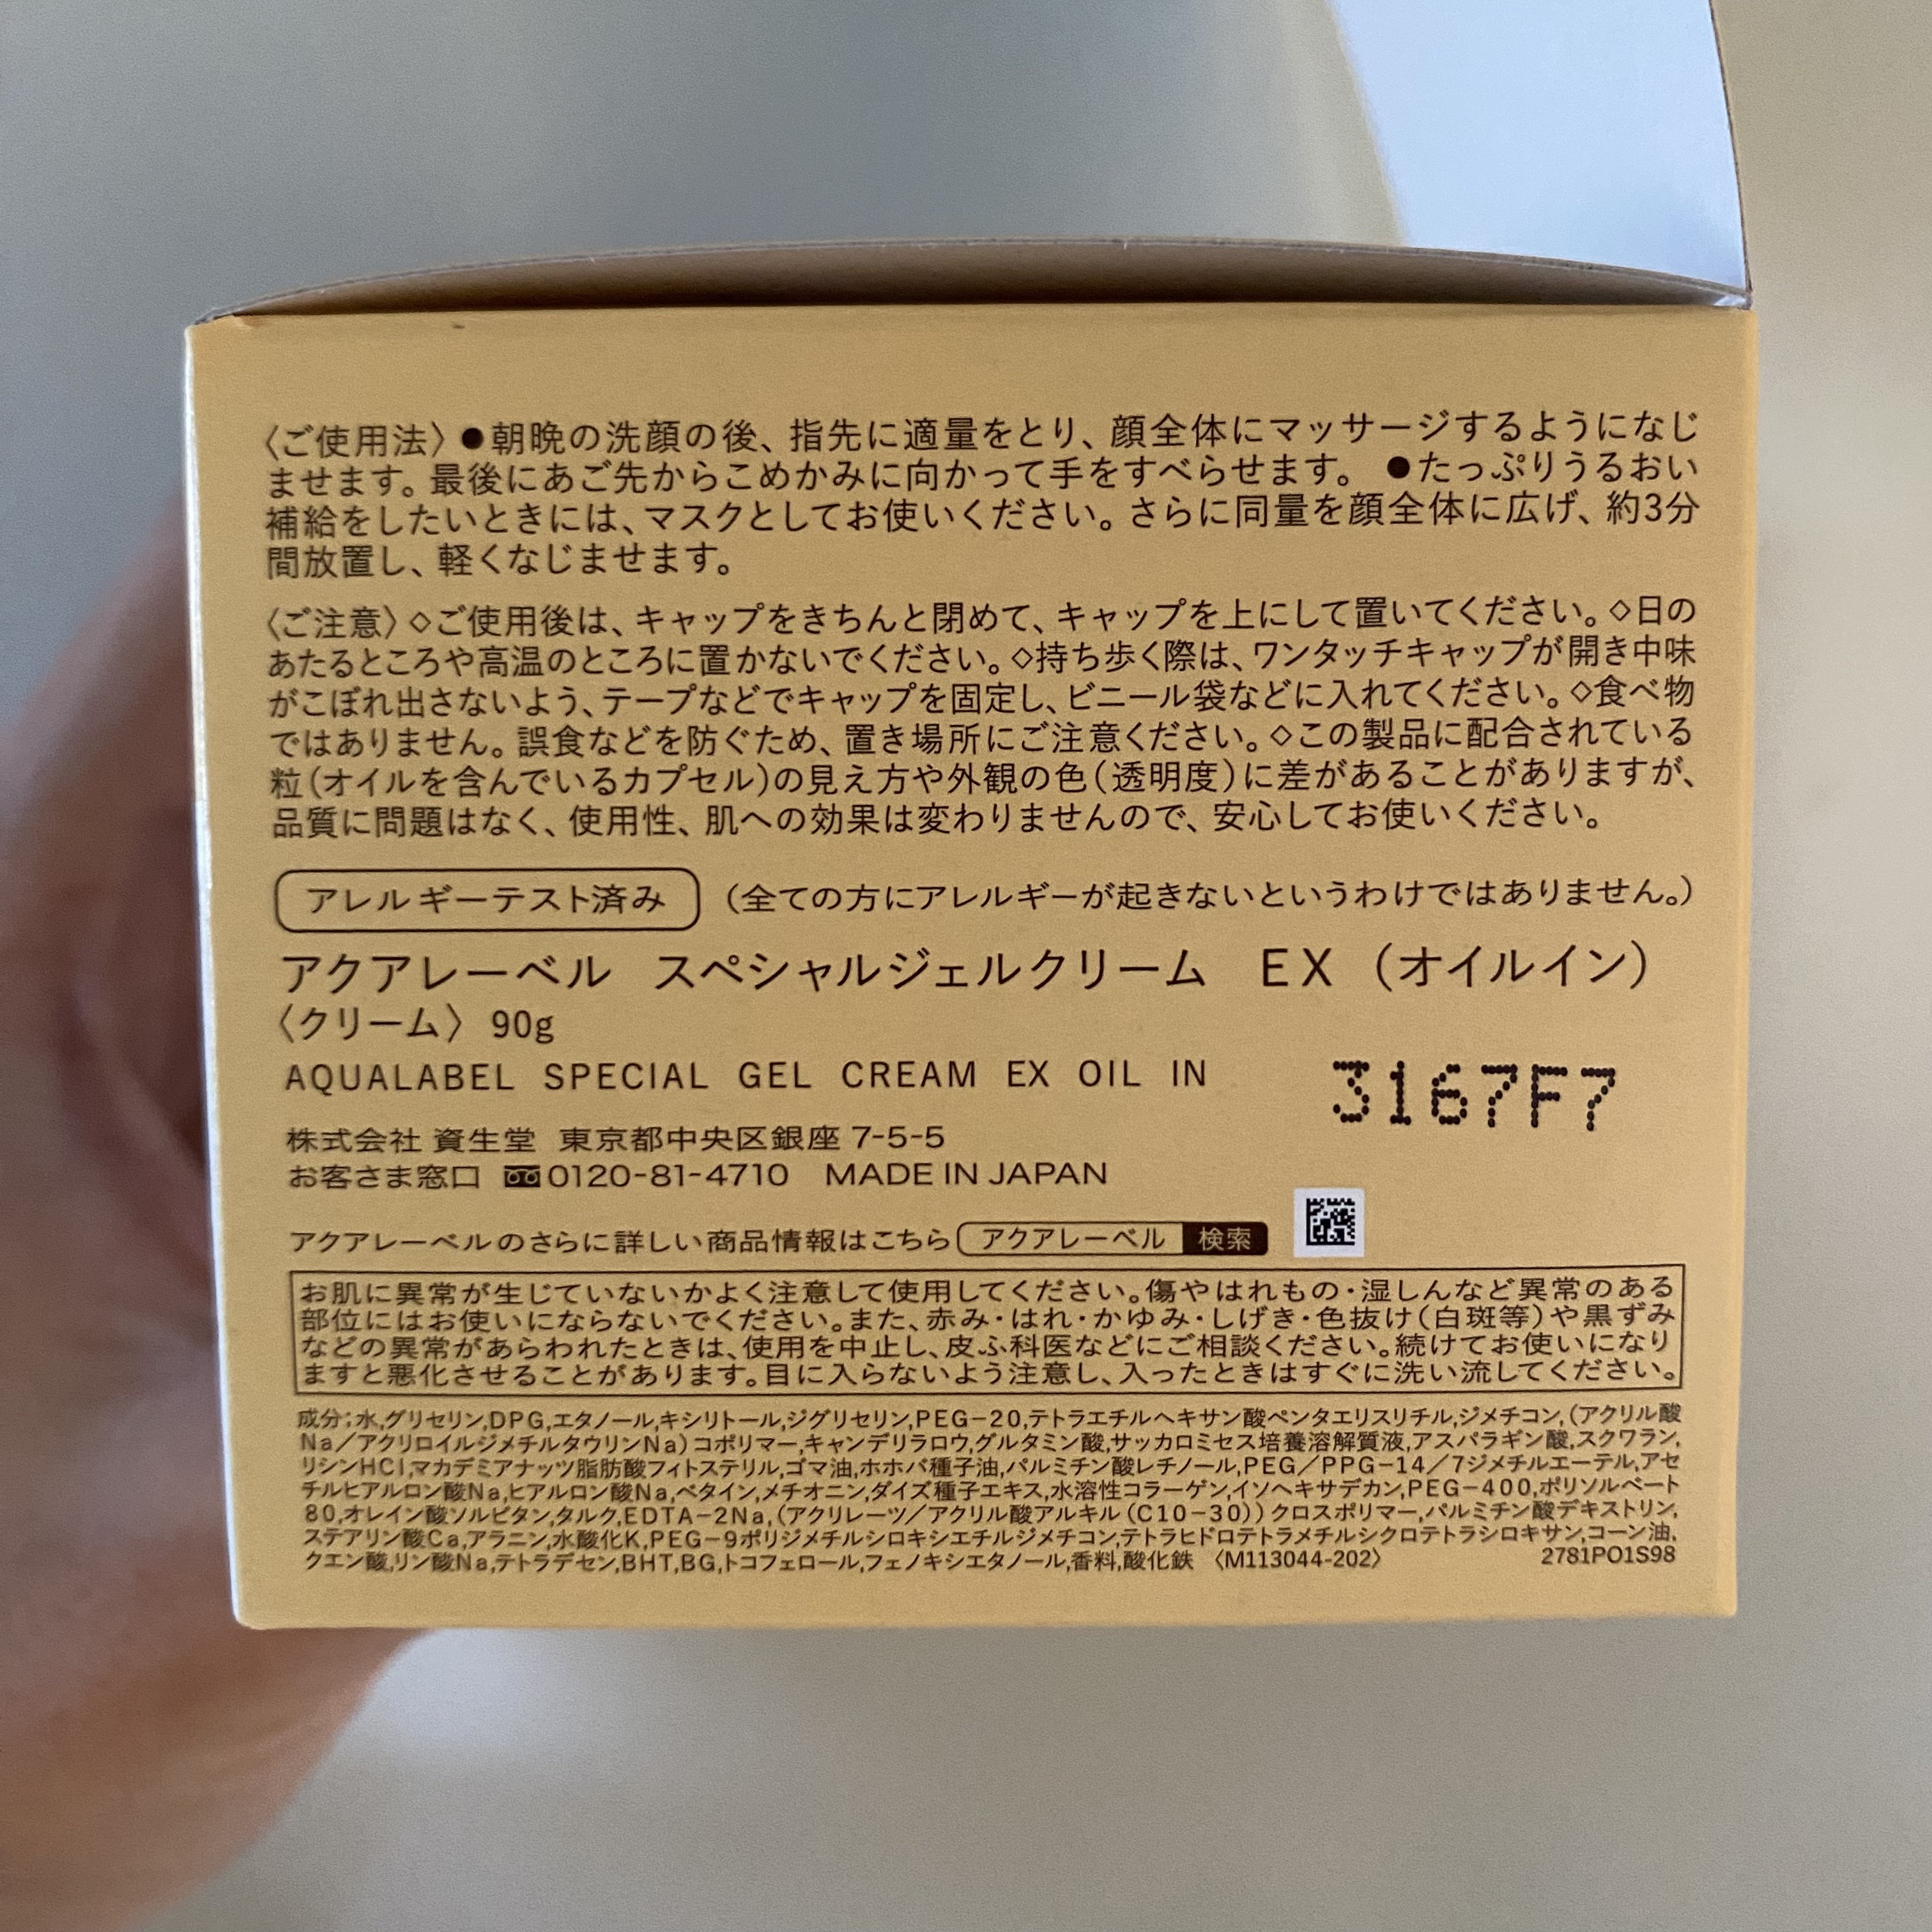 〈ご使用法〉●朝晩の洗顔の後、指先に適量をとり、顔全体にマッサージするようになじ
ませます。最後にあご先からこめかみに向かって手をすべらせます。 ●たっぷりうるおい
補給をしたいときには、マスクとしてお使いください。さらに同量を顔全体に広げ、約3分
間放置し、軽くなじませます。
〈ご注意〉◇ご使用後は、キャップをきちんと閉めて、キャップを上にして置いてください。◇日の
あたるところや高温のところに置かないでください。◇持ち歩く際は、ワンタッチキャップが開き中味
がこぼれ出さないよう、テープなどでキャップを固定し、ビニール袋などに入れてください。◇食べ物
ではありません。誤食などを防ぐため、置き場所にご注意ください。◇この製品に配合されている
粒(オイルを含んでいるカプセル)の見え方や外観の色(透明度)に差があることがありますが、
品質に問題はなく、使用性、肌への効果は変わりませんので、安心してお使いください。
アレルギーテスト済み (全ての方にアレルギーが起きないというわけではありません。)
アクアレーベル スペシャルジェルクリーム EX (オイルイン)
〈クリーム〉 90g
AQUALABEL SPECIAL GEL CREAM EX OIL IN
3167F7
株式会社 資生堂 東京都中央区銀座 7-5-5
お客さま窓口 0120-81-4710 MADE IN JAPAN
アクアレーベルのさらに詳しい商品情報はこちら アクアレーベル 検索
お肌に異常が生じていないかよく注意して使用してください。傷やはれもの・湿しんなど異常のある
部位にはお使いにならないでください。また、赤み・はれ・かゆみ・しげき・色抜け(白斑等)や黒ずみ
などの異常があらわれたときは、使用を中止し、皮ふ科医などにご相談ください。続けてお使いになり
ますと悪化させることがあります。目に入らないよう注意し、入ったときはすぐに洗い流してください。
成分:水,グリセリン,DPG,エタノール,キシリトール,ジグリセリン,PEG-20,テトラエチルヘキサン酸ペンタエリスリチル,ジメチコン,(アクリル酸
Na/アクリロイルジメチルタウリンNa)コポリマー,キャンデリラロウ,グルタミン酸,サッカロミセス培養溶解質液,アスパラギン酸,スクワラン,
リシンHCl,マカデミアナッツ脂肪酸フィトステリル,ゴマ油,ホホバ種子油,パルミチン酸レチノール,PEG/PPG-14/7ジメチルエーテル,アセ
チルヒアルロン酸Na,ヒアルロン酸Na,ベタイン,メチオニン,ダイズ種子エキス,水溶性コラーゲン,イソヘキサデカン,PEG-400,ポリソルベート
80,オレイン酸ソルビタン,タルク,EDTA-2Na,(アクリレーツ/アクリル酸アルキル(C10-30))クロスポリマー,パルミチン酸デキストリン,
ステアリン酸Ca,アラニン,水酸化K,PEG-9ポリジメチルシロキシエチルジメチコン,テトラヒドロテトラメチルシクロテトラシロキサン,コーン油,
クエン酸,リン酸Na,テトラデセン,BHT,BG,トコフェロール,フェノキシエタノール,香料,酸化鉄 〈M113044-202〉 2781PO1S98